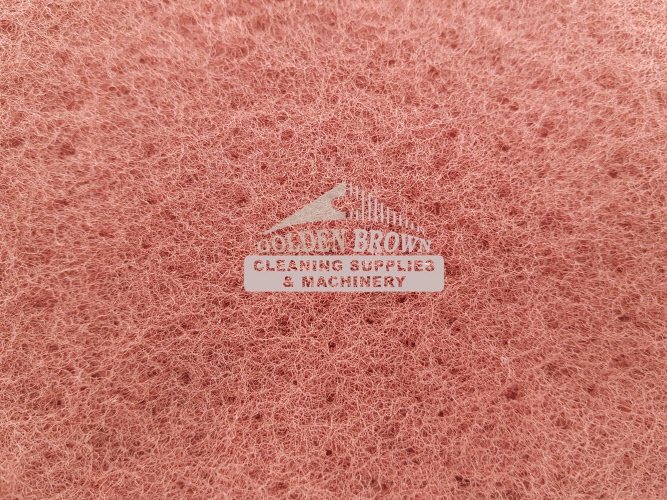 GOLDEN BROWN
CLEANING SUPPLIES
& MACHINERY